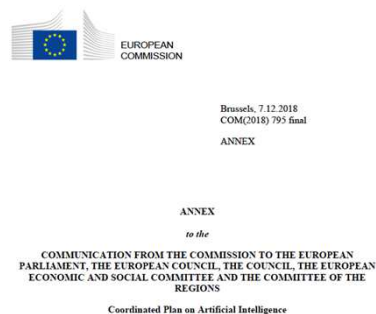 EUROPEAN
COMMISSION
Brussels, 7.12.2018
COM(2018) 795 final
ANNEX
ANNEX
to the
COMMUNICATION FROM THE COMMISSION TO THE EUROPEAN
PARLIAMENT, THE EUROPEAN COUNCIL, THE COUNCIL, THE EUROPEAN
ECONOMIC AND SOCIAL COMMITTEE AND THE COMMITTEE OF THE
REGIONS
Coordinated Plan on Artificial Intelligence